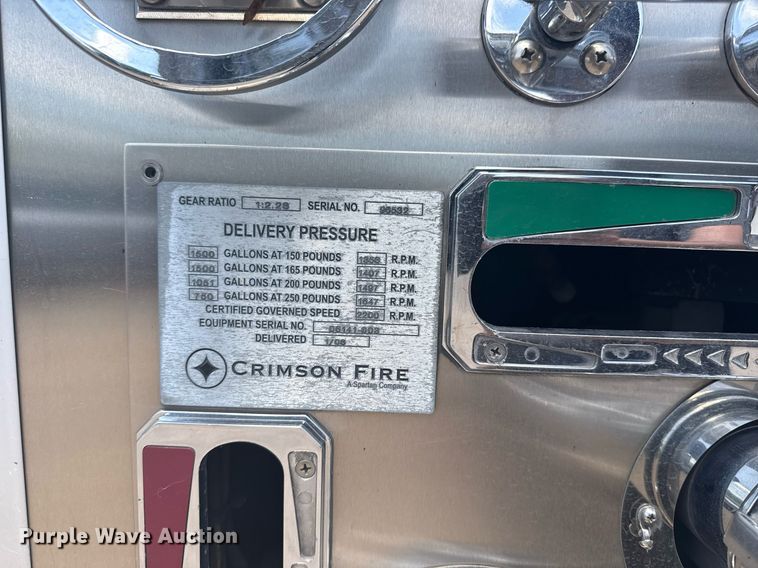 GEAR RATIO 1:2.29 SERIAL NO.
DELIVERY PRESSURE
1500 GALLONS AT 150 POUNDS R.P.M.
1500 GALLONS AT 165 POUNDS 1407 R.P.M.
1051 GALLONS AT 200 POUNDS 1497 R.P.M.
750 GALLONS AT 250 POUNDS 1647 R.P.M.
CERTIFIED GOVERNED SPEED 2200 R.P.M.
EQUIPMENT SERIAL NO.
DELIVERED 1/06
CRIMSON FIRE
A Spartan Company
Purple Wave Auction